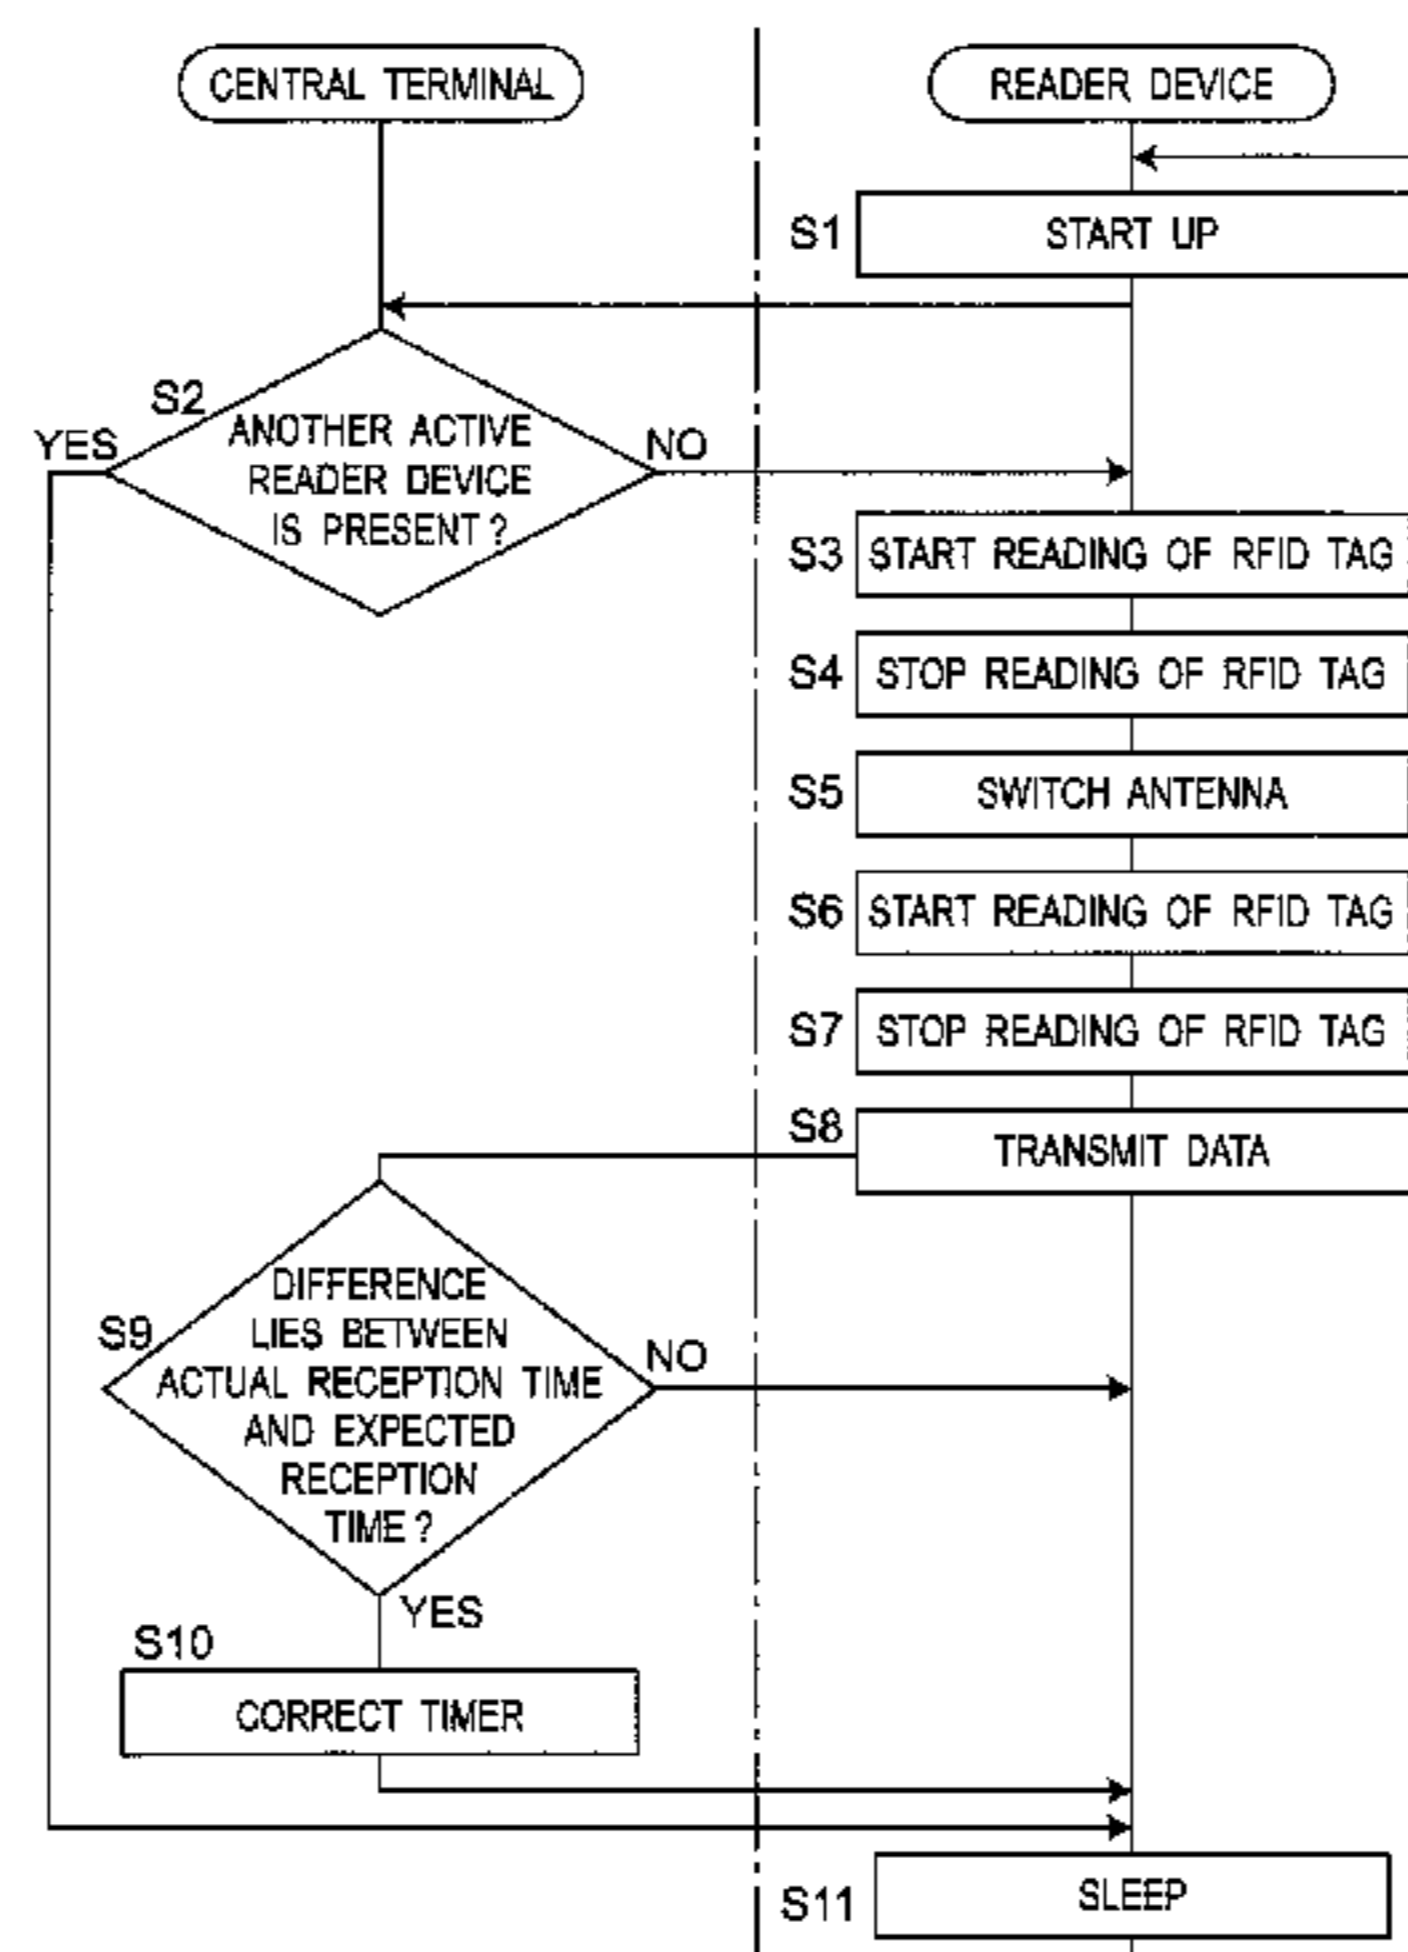 CENTRAL TERMINAL
READER DEVICE
S1
START UP
S2
YES
ANOTHER ACTIVE
READER DEVICE
IS PRESENT?
NO
S3
START READING OF RFID TAG
S4
STOP READING OF RFID TAG
S5
SWITCH ANTENNA
S6
START READING OF RFID TAG
S7
STOP READING OF RFID TAG
S8
TRANSMIT DATA
S9
DIFFERENCE
LIES BETWEEN
ACTUAL RECEPTION TIME
AND EXPECTED
RECEPTION
TIME?
NO
YES
S10
CORRECT TIMER
S11
SLEEP